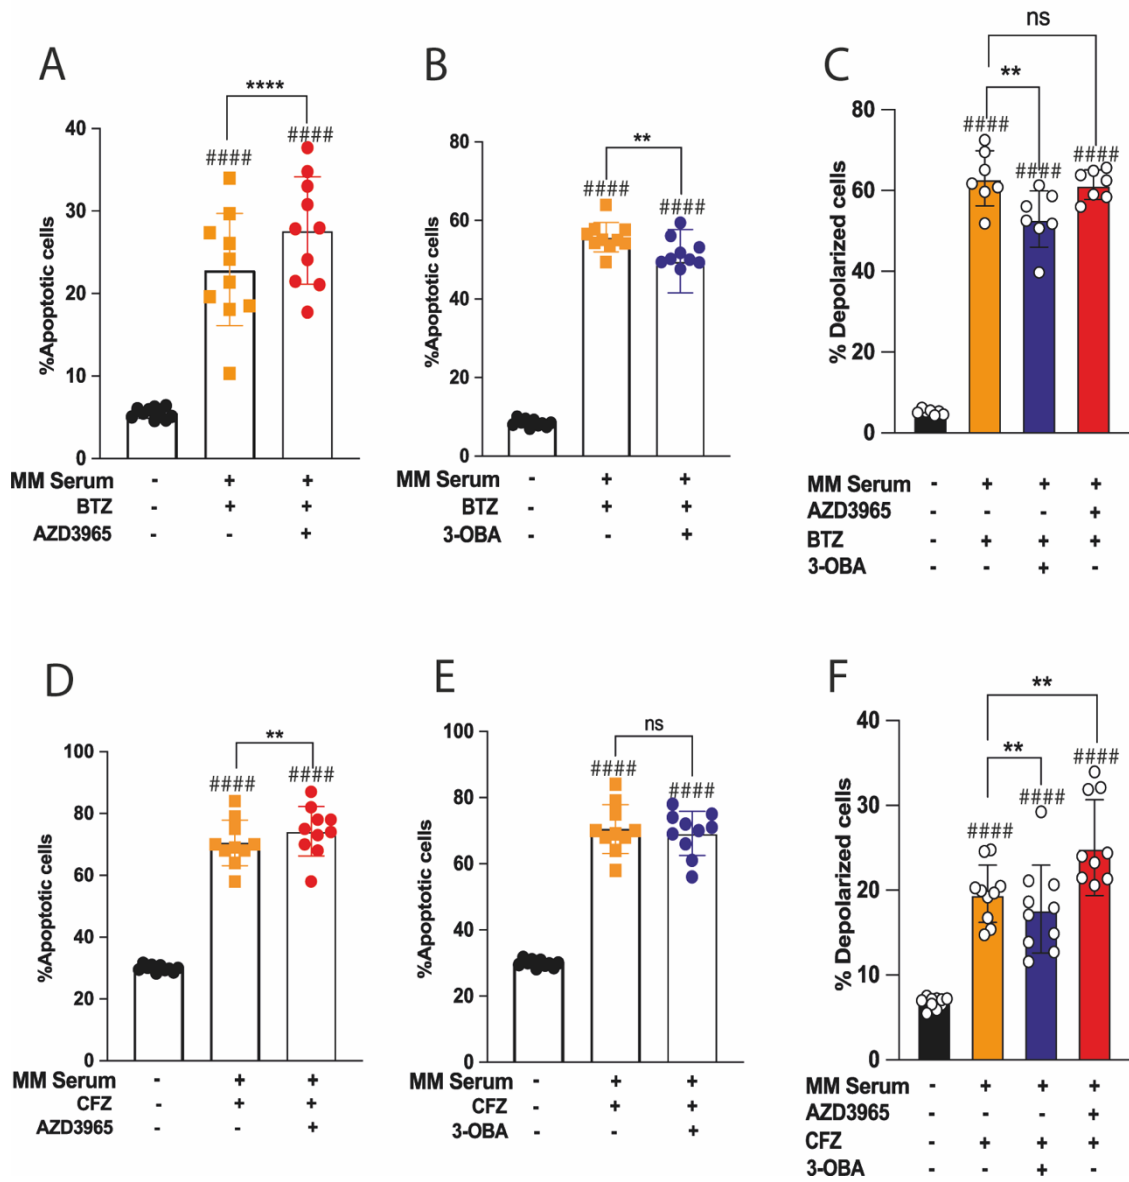 A
****
%Apoptotic cells
40
30
20
10
0
####
####
MM Serum - + +
BTZ - + +
AZD3965 - - +
B
**
%Apoptotic cells
80
60
40
20
0
####
####
MM Serum - + +
BTZ - + +
3-OBA - - +
C
ns
**
% Depolarized cells
80
60
40
20
0
####
####
####
MM Serum - + + +
AZD3965 - - - +
BTZ - + + +
3-OBA - - + -
D
**
%Apoptotic cells
100
80
60
40
20
0
####
####
MM Serum - + +
CFZ - + +
AZD3965 - - +
E
ns
%Apoptotic cells
100
80
60
40
20
0
####
####
MM Serum - + +
CFZ - + +
3-OBA - - +
F
**
**
% Depolarized cells
40
30
20
10
0
####
####
####
MM Serum - + + +
AZD3965 - - - +
CFZ - + + +
3-OBA - - + -